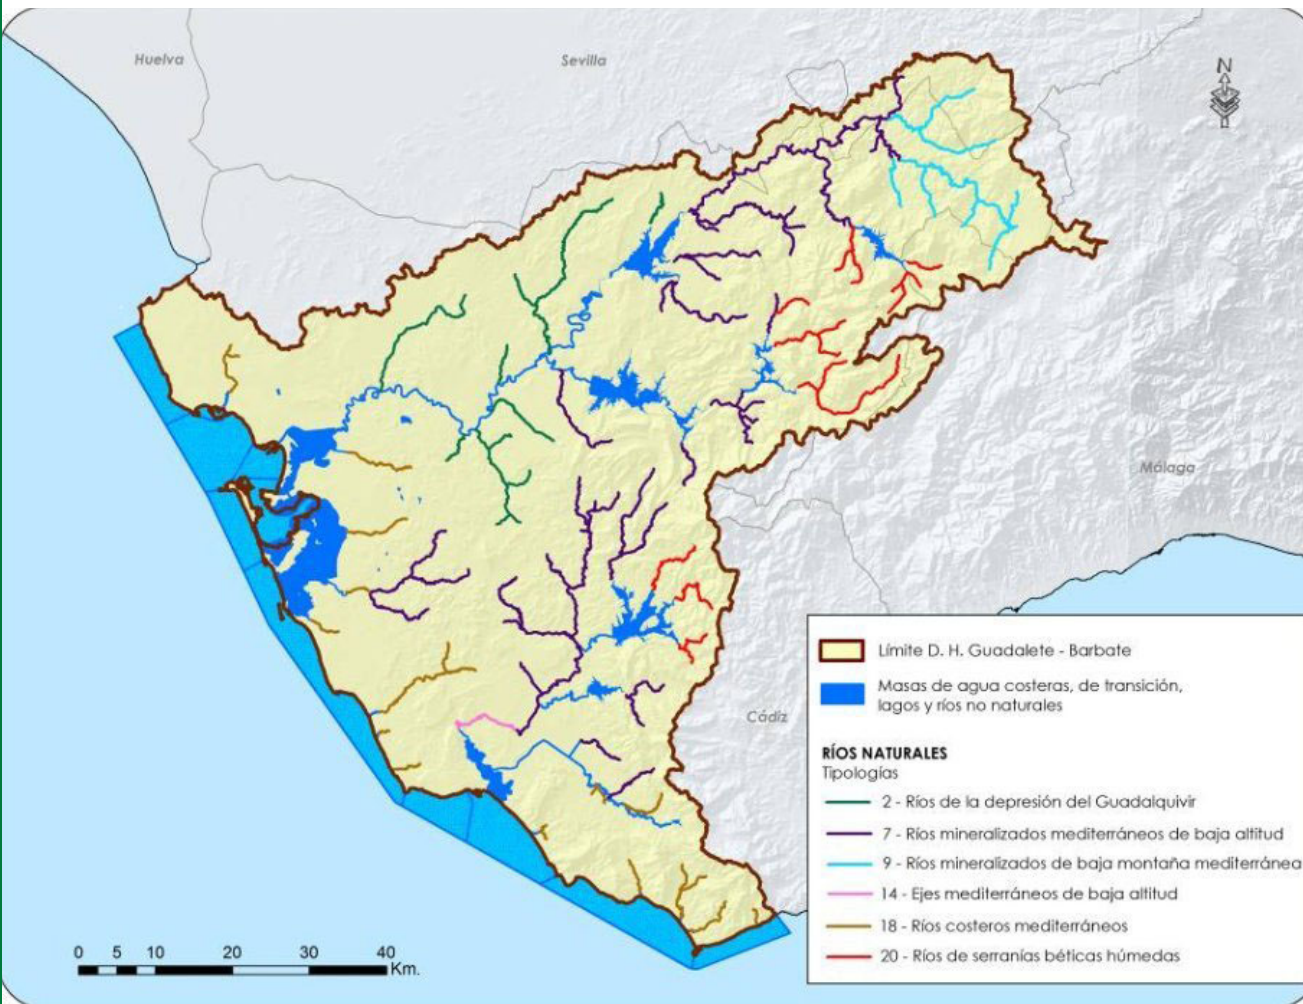 Huelva
Sevilla
N
Málaga
Cádiz
Límite D. H. Guadalete - Barbate
Masas de agua costeras, de transición,
lagos y ríos no naturales
RÍOS NATURALES
Tipologías
2 - Ríos de la depresión del Guadalquivir
7 - Ríos mineralizados mediterráneos de baja altitud
9 - Ríos mineralizados de baja montaña mediterránea
14 - Ejes mediterráneos de baja altitud
18 - Ríos costeros mediterráneos
20 - Ríos de serranías béticas húmedas
0 5 10 20 30 40
Km.